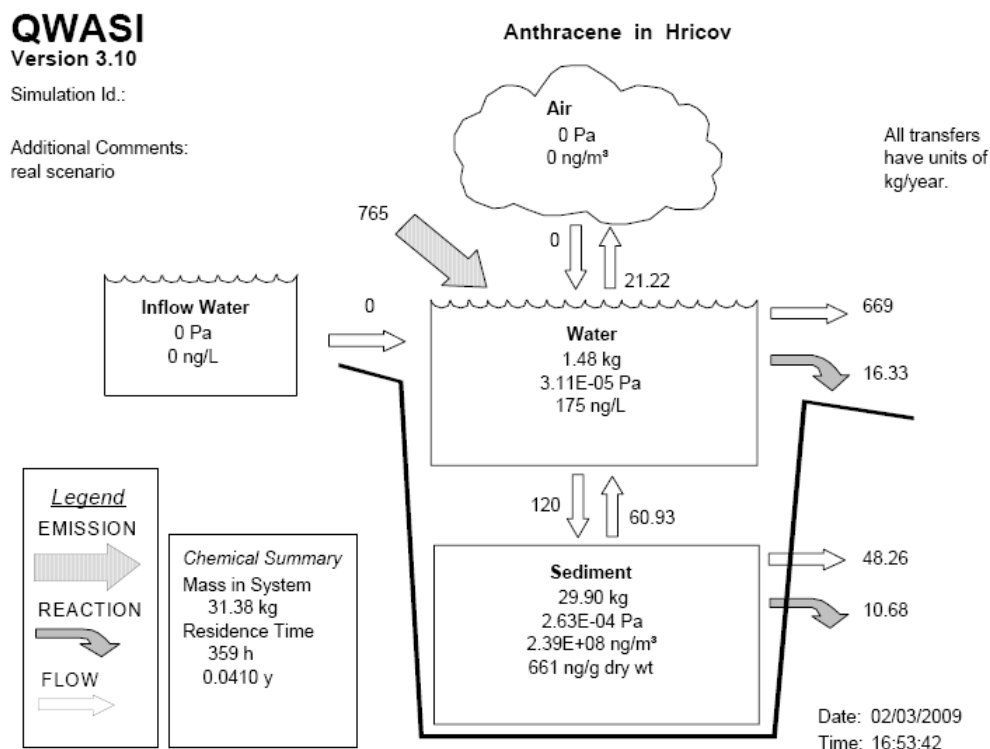 QWASI
Version 3.10
Simulation Id.:
Additional Comments:
real scenario
Anthracene in Hricov
All transfers
have units of
kg/year.
Air
0 Pa
0 ng/m³
765
0
21.22
Inflow Water
0 Pa
0 ng/L
0
Water
1.48 kg
3.11E-05 Pa
175 ng/L
669
16.33
120
60.93
Sediment
29.90 kg
2.63E-04 Pa
2.39E+08 ng/m³
661 ng/g dry wt
48.26
10.68
Legend
EMISSION
REACTION
FLOW
Chemical Summary
Mass in System
31.38 kg
Residence Time
359 h
0.0410 y
Date: 02/03/2009
Time: 16:53:42